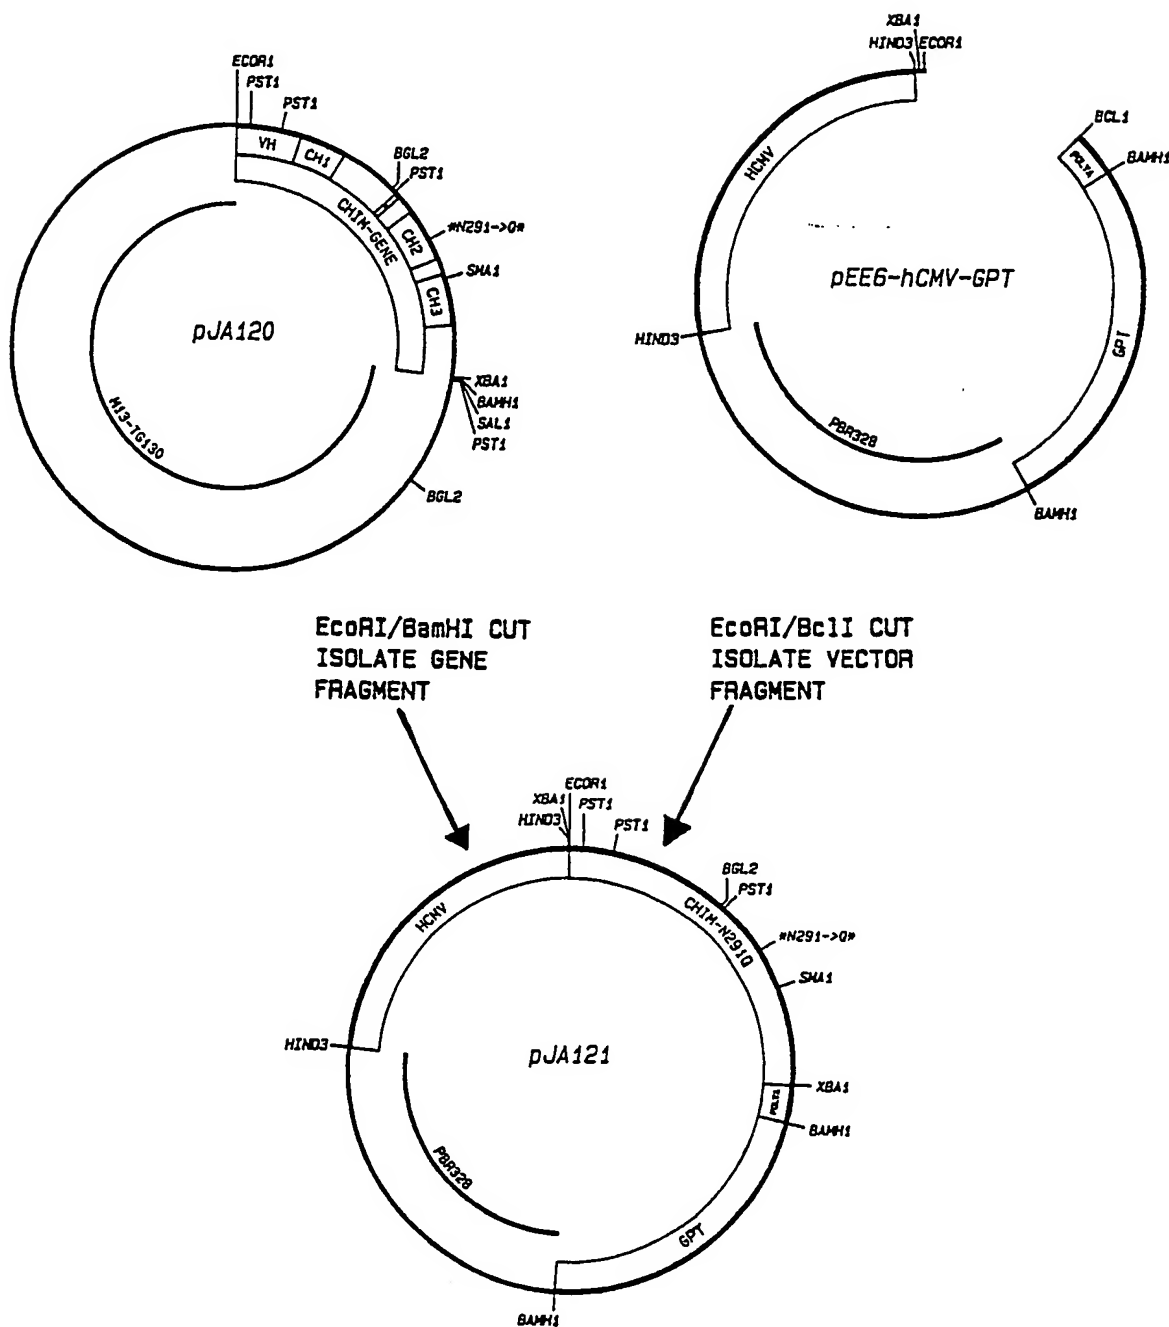 ECOR1
PST1
PST1
VH
CH1
BGL2
PST1
CHIM-GENE
*N291->Q*
CH2
SMA1
CH3
pJA120
M13-TG130
XBA1
BAMH1
SAL1
PST1
BGL2
XBA1
HIND3
ECOR1
BCL1
POLYA
BAMH1
HCMV
pEE6-hCMV-GPT
HIND3
GPT
PBR328
BAMH1
EcoRI/BamHI CUT
ISOLATE GENE
FRAGMENT
EcoRI/BclI CUT
ISOLATE VECTOR
FRAGMENT
ECOR1
XBA1
PST1
HIND3
PST1
BGL2
PST1
HCMV
CHIM-N291Q
*N291->Q*
SMA1
HIND3
pJA121
XBA1
POLYA
BAMH1
PBR328
GPT
BAMH1